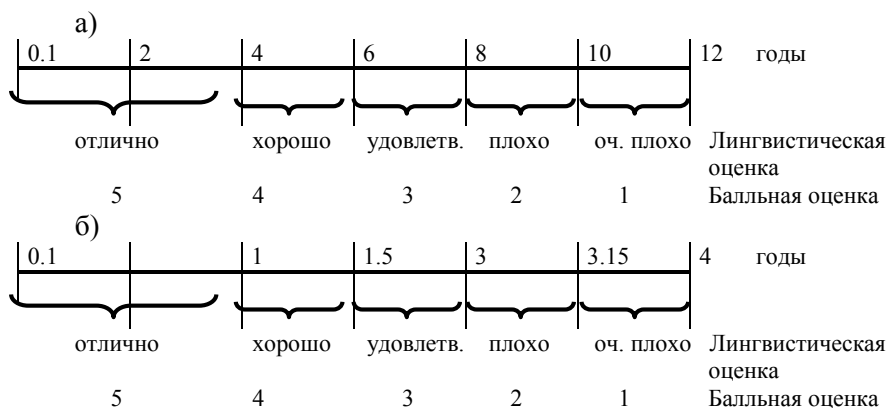 а)
0.1 2 4 6 8 10 12 годы
отлично хорошо удовлетв. плохо оч. плохо Лингвистическая
оценка
5 4 3 2 1 Балльная оценка
б)
0.1 1 1.5 3 3.15 4 годы
отлично хорошо удовлетв. плохо оч. плохо Лингвистическая
оценка
5 4 3 2 1 Балльная оценка